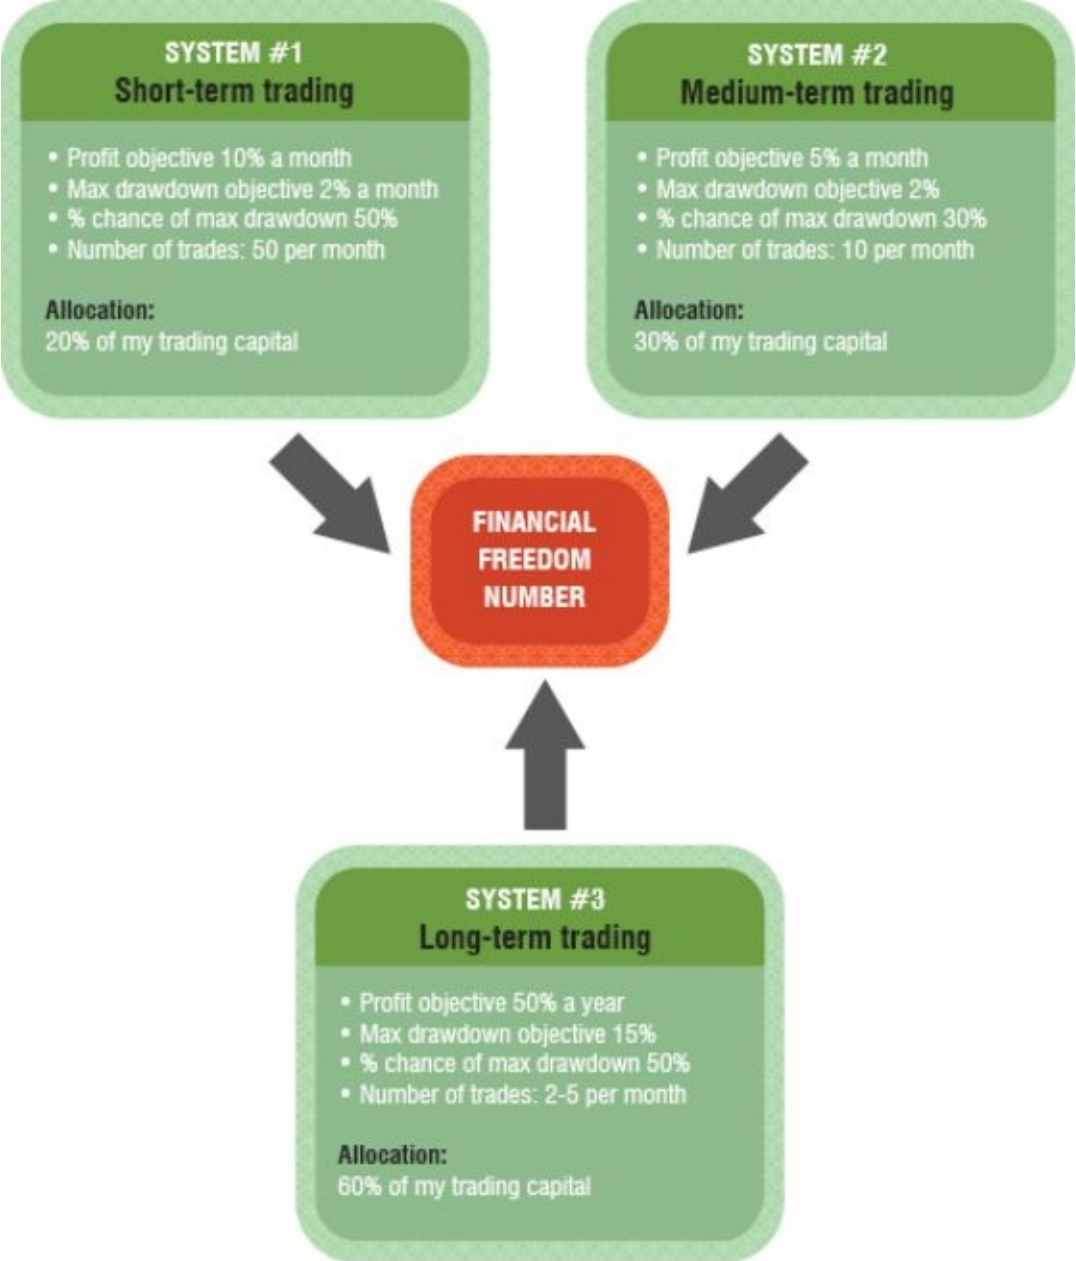 SYSTEM #1
Short-term trading
• Profit objective 10% a month
• Max drawdown objective 2% a month
• % chance of max drawdown 50%
• Number of trades: 50 per month
Allocation:
20% of my trading capital
SYSTEM #2
Medium-term trading
• Profit objective 5% a month
• Max drawdown objective 2%
• % chance of max drawdown 30%
• Number of trades: 10 per month
Allocation:
30% of my trading capital
FINANCIAL
FREEDOM
NUMBER
SYSTEM #3
Long-term trading
• Profit objective 50% a year
• Max drawdown objective 15%
• % chance of max drawdown 50%
• Number of trades: 2-5 per month
Allocation:
60% of my trading capital